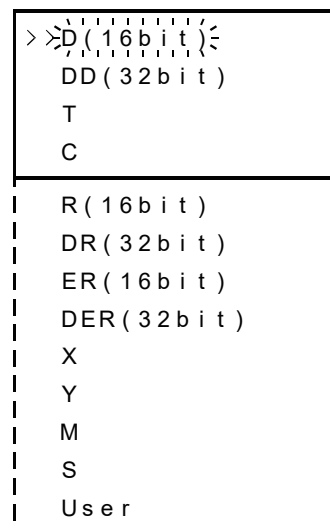 >>D(16bit)
DD(32bit)
T
C
R(16bit)
DR(32bit)
ER(16bit)
DER(32bit)
X
Y
M
S
User